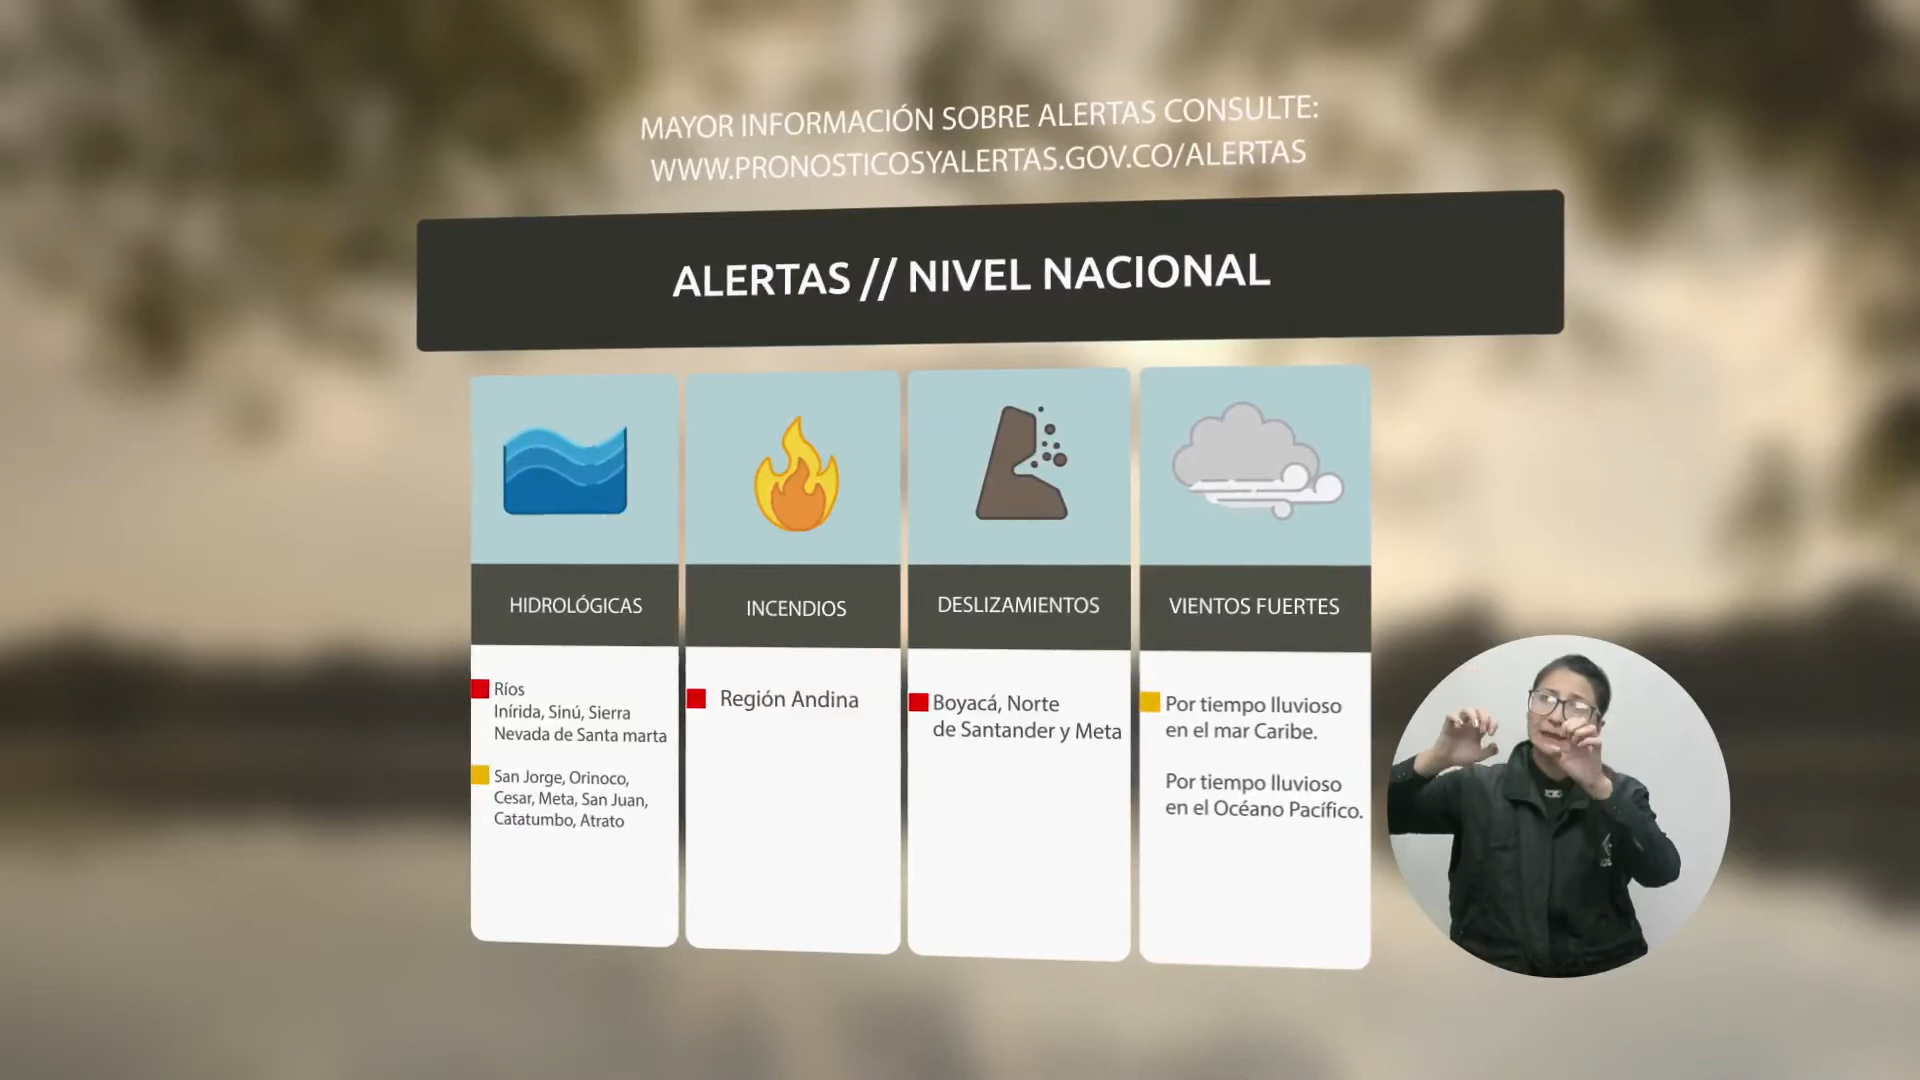 MAYOR INFORMACIÓN SOBRE ALERTAS CONSULTE:
WWW.PRONOSTICOSYALERTAS.GOV.CO/ALERTAS
ALERTAS // NIVEL NACIONAL
HIDROLÓGICAS
Ríos
Inírida, Sinú, Sierra
Nevada de Santa marta
San Jorge, Orinoco,
Cesar, Meta, San Juan,
Catatumbo, Atrato
INCENDIOS
Región Andina
DESLIZAMIENTOS
Boyacá, Norte
de Santander y Meta
VIENTOS FUERTES
Por tiempo lluvioso
en el mar Caribe.
Por tiempo lluvioso
en el Océano Pacífico.